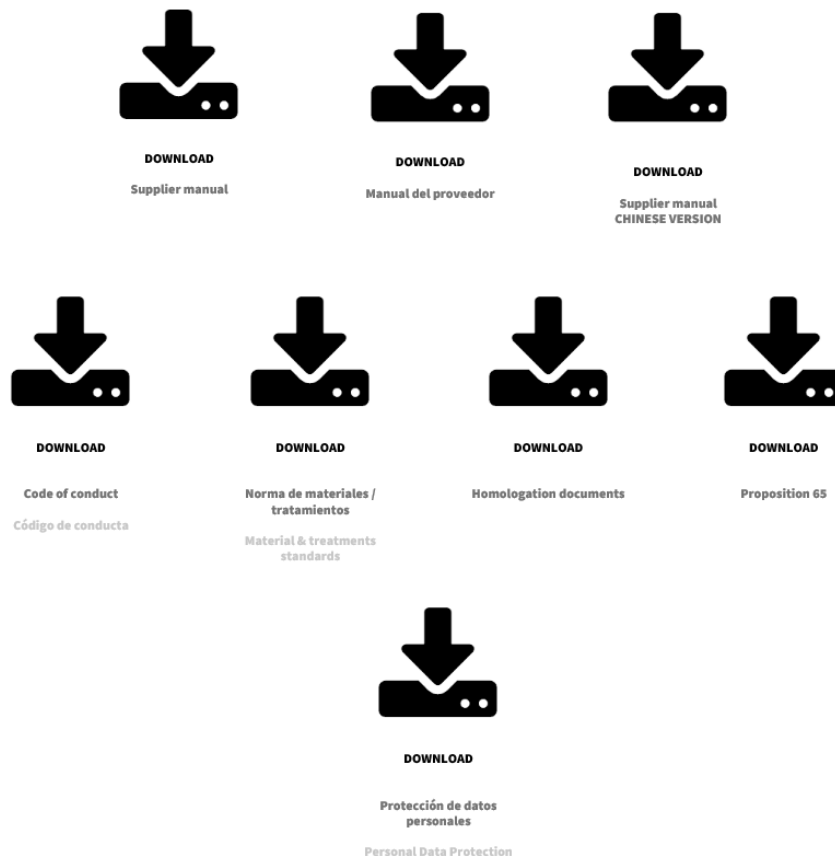 DOWNLOAD
Supplier manual
DOWNLOAD
Manual del proveedor
DOWNLOAD
Supplier manual
CHINESE VERSION
DOWNLOAD
Code of conduct
Código de conducta
DOWNLOAD
Norma de materiales /
tratamientos
Material & treatments
standards
DOWNLOAD
Homologation documents
DOWNLOAD
Proposition 65
DOWNLOAD
Protección de datos
personales
Personal Data Protection